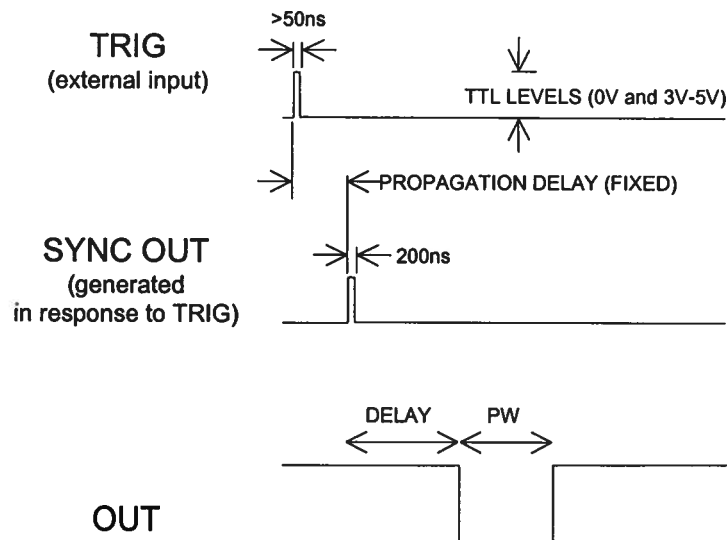 >50ns
TRIG
(external input)
TTL LEVELS (0V and 3V-5V)
PROPAGATION DELAY (FIXED)
SYNC OUT
(generated
in response to TRIG)
200ns
DELAY
PW
OUT